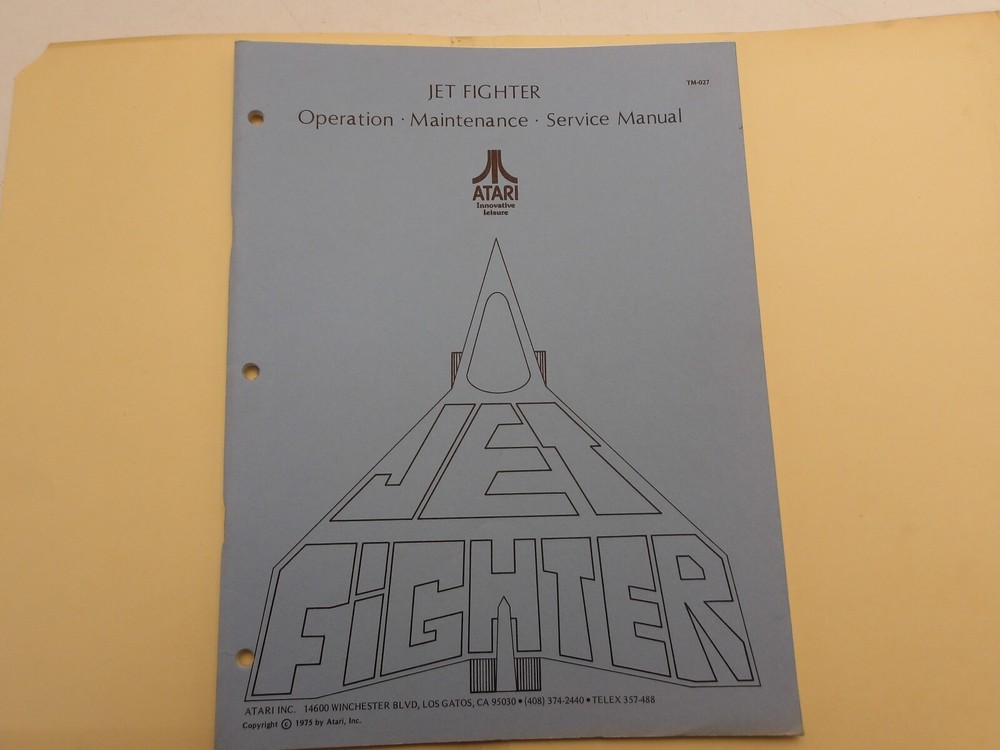 JET FIGHTER
TM-027
Operation · Maintenance · Service Manual
ATARI
Innovative
leisure
JET
FiGHTER
ATARI INC. 14600 WINCHESTER BLVD, LOS GATOS, CA 95030 • (408) 374-2440 • TELEX 357-488
Copyright © 1975 by Atari, Inc.